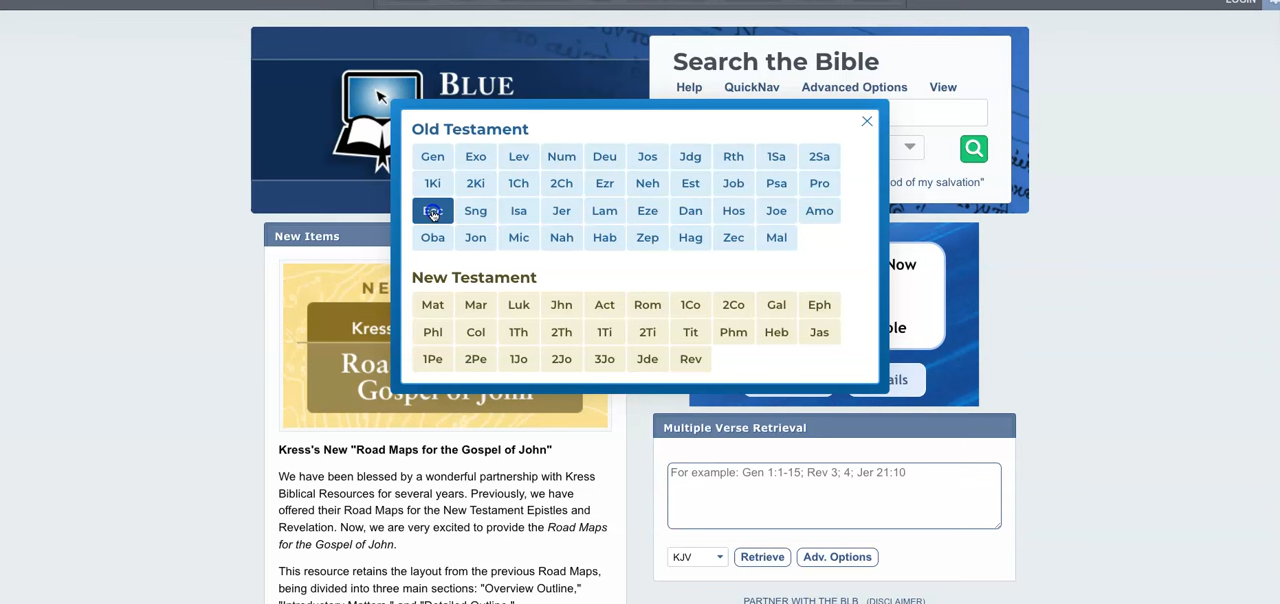 LOGIN
Search the Bible
Help QuickNav Advanced Options View
BLUE
od of my salvation"
Old Testament
Gen Exo Lev Num Deu Jos Jdg Rth 1Sa 2Sa
1Ki 2Ki 1Ch 2Ch Ezr Neh Est Job Psa Pro
Sng Isa Jer Lam Eze Dan Hos Joe Amo
Oba Jon Mic Nah Hab Zep Hag Zec Mal
New Testament
Mat Mar Luk Jhn Act Rom 1Co 2Co Gal Eph
Phl Col 1Th 2Th 1Ti 2Ti Tit Phm Heb Jas
1Pe 2Pe 1Jo 2Jo 3Jo Jde Rev
New Items
NE
Kress
Roa
Gospel of John
Now
ble
ails
Kress's New "Road Maps for the Gospel of John"
We have been blessed by a wonderful partnership with Kress
Biblical Resources for several years. Previously, we have
offered their Road Maps for the New Testament Epistles and
Revelation. Now, we are very excited to provide the Road Maps
for the Gospel of John.
This resource retains the layout from the previous Road Maps,
being divided into three main sections: "Overview Outline,"
"Introductory Matters," and "Detailed Outline."
Multiple Verse Retrieval
For example: Gen 1:1-15; Rev 3; 4; Jer 21:10
KJV Retrieve Adv. Options
PARTNER WITH THE BLB (DISCLAIMER)